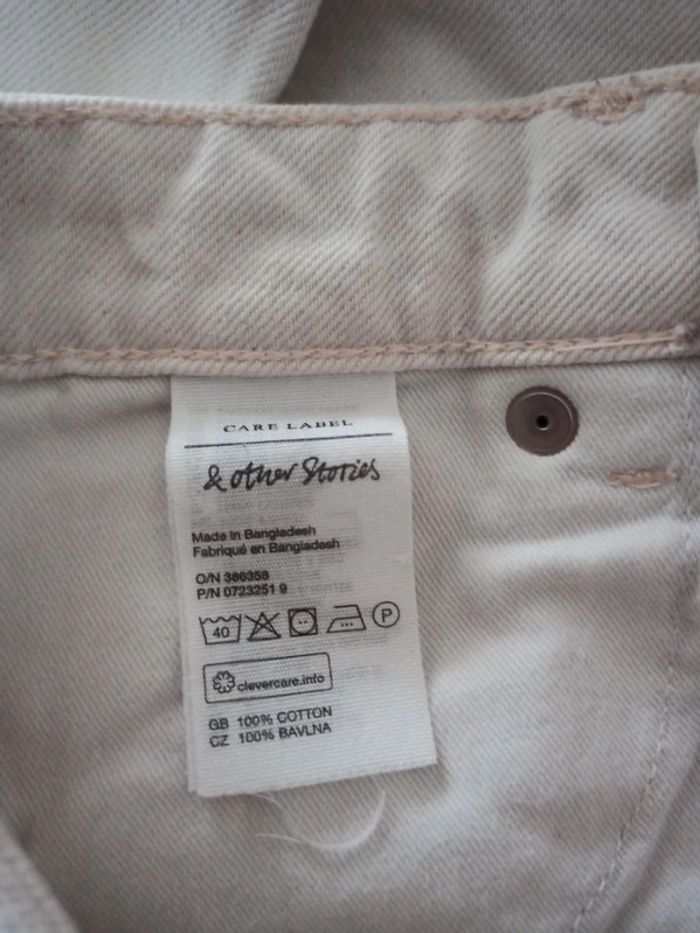 CARE LABEL
& other Stories
Made in Bangladesh
Fabriqué en Bangladesh
O/N 386358
P/N 0723251 9
40 P
clevercare.info
GB 100% COTTON
CZ 100% BAVLNA